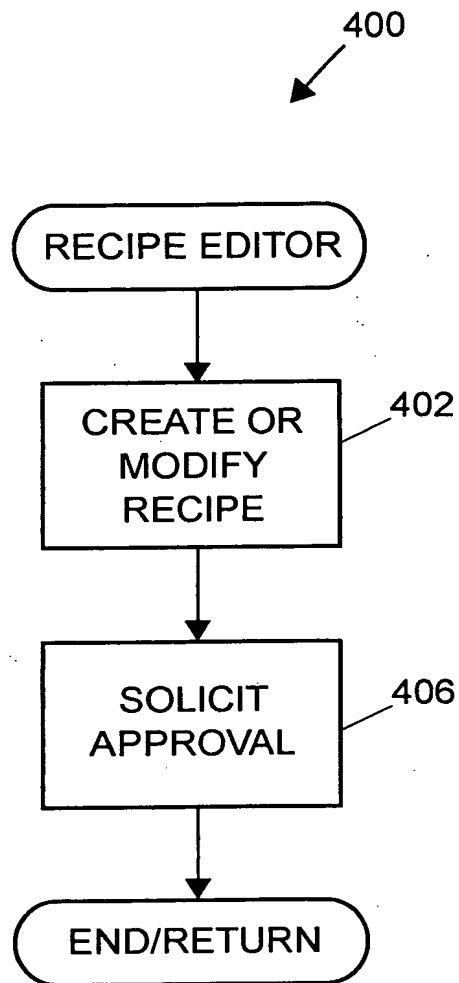 400
RECIPE EDITOR
CREATE OR
MODIFY
RECIPE
402
SOLICIT
APPROVAL
406
END/RETURN